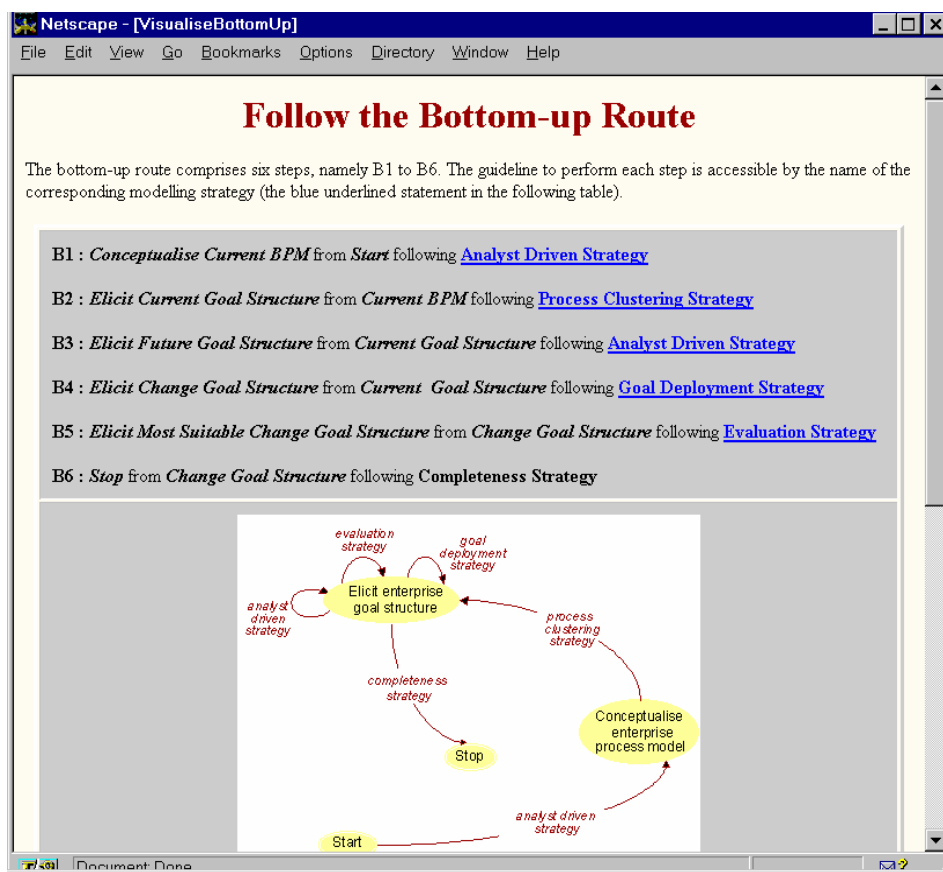 Netscape - [VisualiseBottomUp]
File Edit View Go Bookmarks Options Directory Window Help
Follow the Bottom-up Route
The bottom-up route comprises six steps, namely B1 to B6. The guideline to perform each step is accessible by the name of the
corresponding modelling strategy (the blue underlined statement in the following table).
B1 : Conceptualise Current BPM from Start following Analyst Driven Strategy
B2 : Elicit Current Goal Structure from Current BPM following Process Clustering Strategy
B3 : Elicit Future Goal Structure from Current Goal Structure following Analyst Driven Strategy
B4 : Elicit Change Goal Structure from Current Goal Structure following Goal Deployment Strategy
B5 : Elicit Most Suitable Change Goal Structure from Change Goal Structure following Evaluation Strategy
B6 : Stop from Change Goal Structure following Completeness Strategy
evaluation
strategy
goal
deployment
strategy
Elicit enterprise
goal structure
analyst
driven
strategy
process
clustering
strategy
completeness
strategy
Conceptualise
enterprise
process model
Stop
analyst driven
strategy
Start
Document: Done